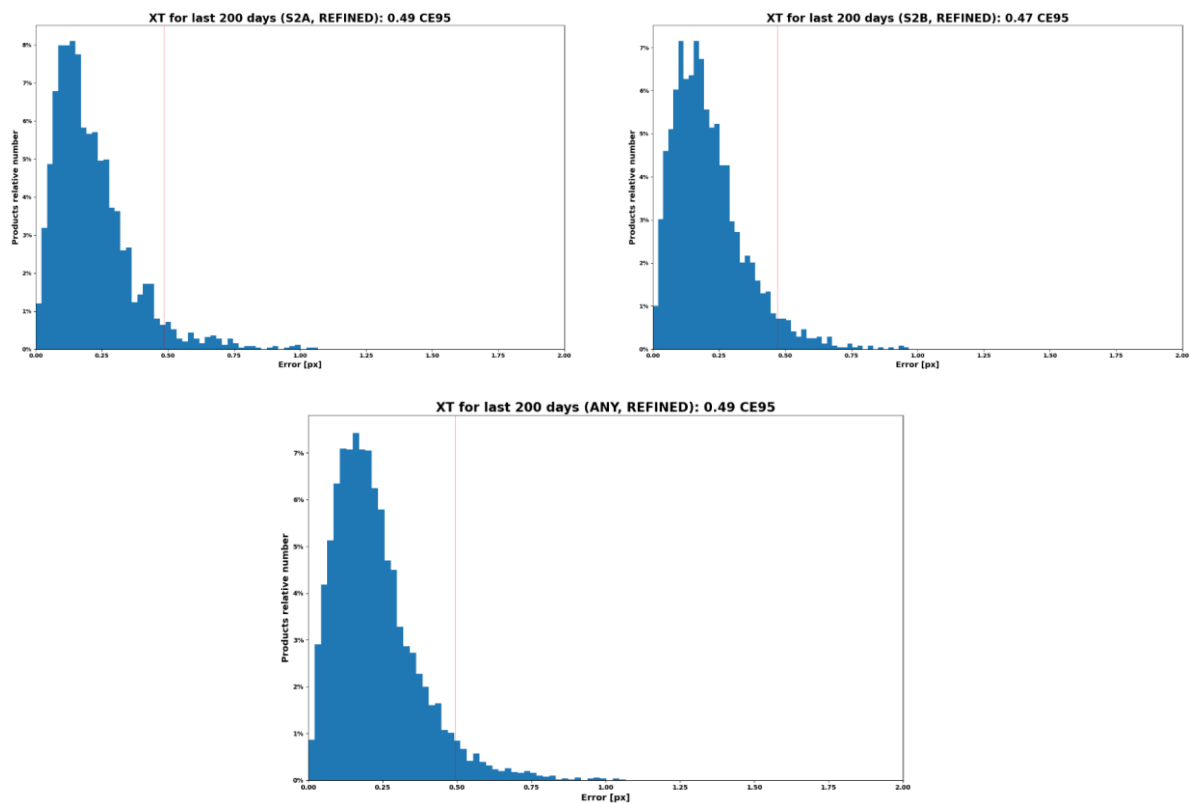 XT for last 200 days (S2A, REFINED): 0.49 CE95
Products relative number
8%
7%
6%
5%
4%
3%
2%
1%
0%
0.00 0.25 0.50 0.75 1.00 1.25 1.50 1.75 2.00
Error [px]
XT for last 200 days (S2B, REFINED): 0.47 CE95
Products relative number
7%
6%
5%
4%
3%
2%
1%
0%
0.00 0.25 0.50 0.75 1.00 1.25 1.50 1.75 2.00
Error [px]
XT for last 200 days (ANY, REFINED): 0.49 CE95
Products relative number
7%
6%
5%
4%
3%
2%
1%
0%
0.00 0.25 0.50 0.75 1.00 1.25 1.50 1.75 2.00
Error [px]